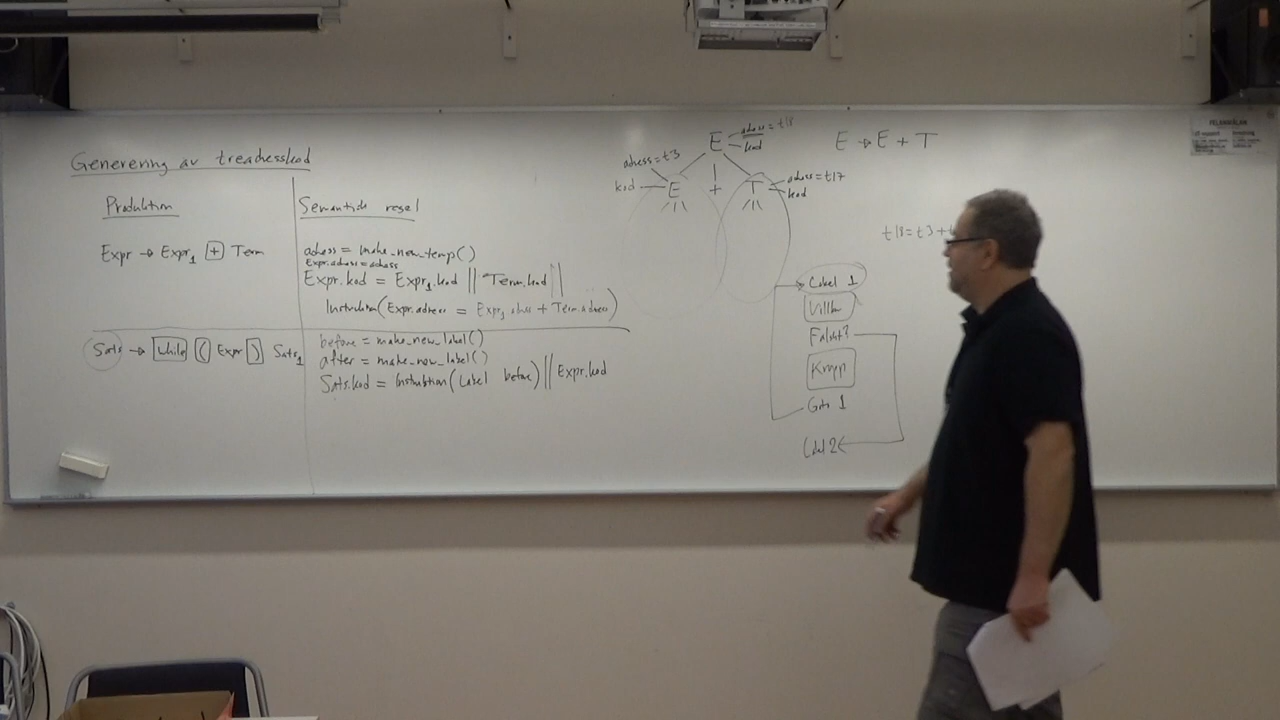 Generering av treadresskod
Produktion
Semantisk regel
Expr → Expr₁ + Term
adress = make_new_temp()
Expr.adress = adress
Expr.kod = Expr₁.kod || Term.kod ||
Instruktion(Expr.adress = Expr₁.adress + Term.adress)
Sats → while ( Expr ) Sats₁
before = make_new_label()
after = make_new_label()
Sats.kod = Instruktion(Label before) || Expr.kod
E
adress = t18
kod
adress = t3
kod
E
+
T
adress = t17
kod
E → E + T
t18 = t3 +
Label 1
Villkor
Falskt?
Kropp
Goto 1
Label 2
FELANMÄLAN